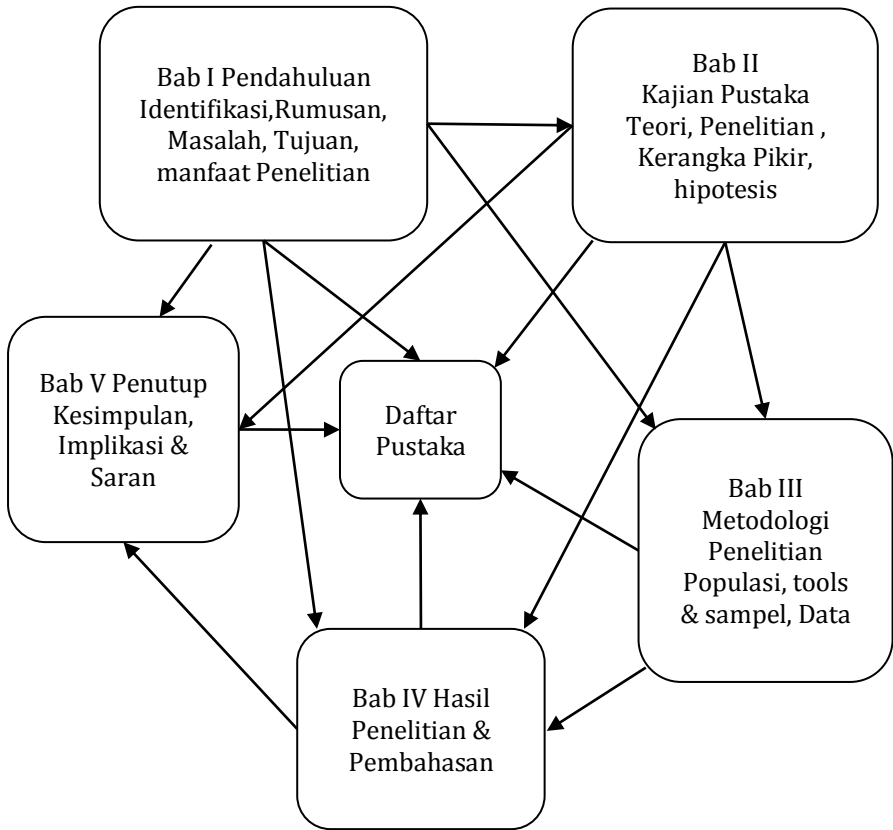 Bab I Pendahuluan
Identifikasi,Rumusan,
Masalah, Tujuan,
manfaat Penelitian
Bab II
Kajian Pustaka
Teori, Penelitian ,
Kerangka Pikir,
hipotesis
Bab V Penutup
Kesimpulan,
Implikasi &
Saran
Daftar
Pustaka
Bab III
Metodologi
Penelitian
Populasi, tools
& sampel, Data
Bab IV Hasil
Penelitian &
Pembahasan